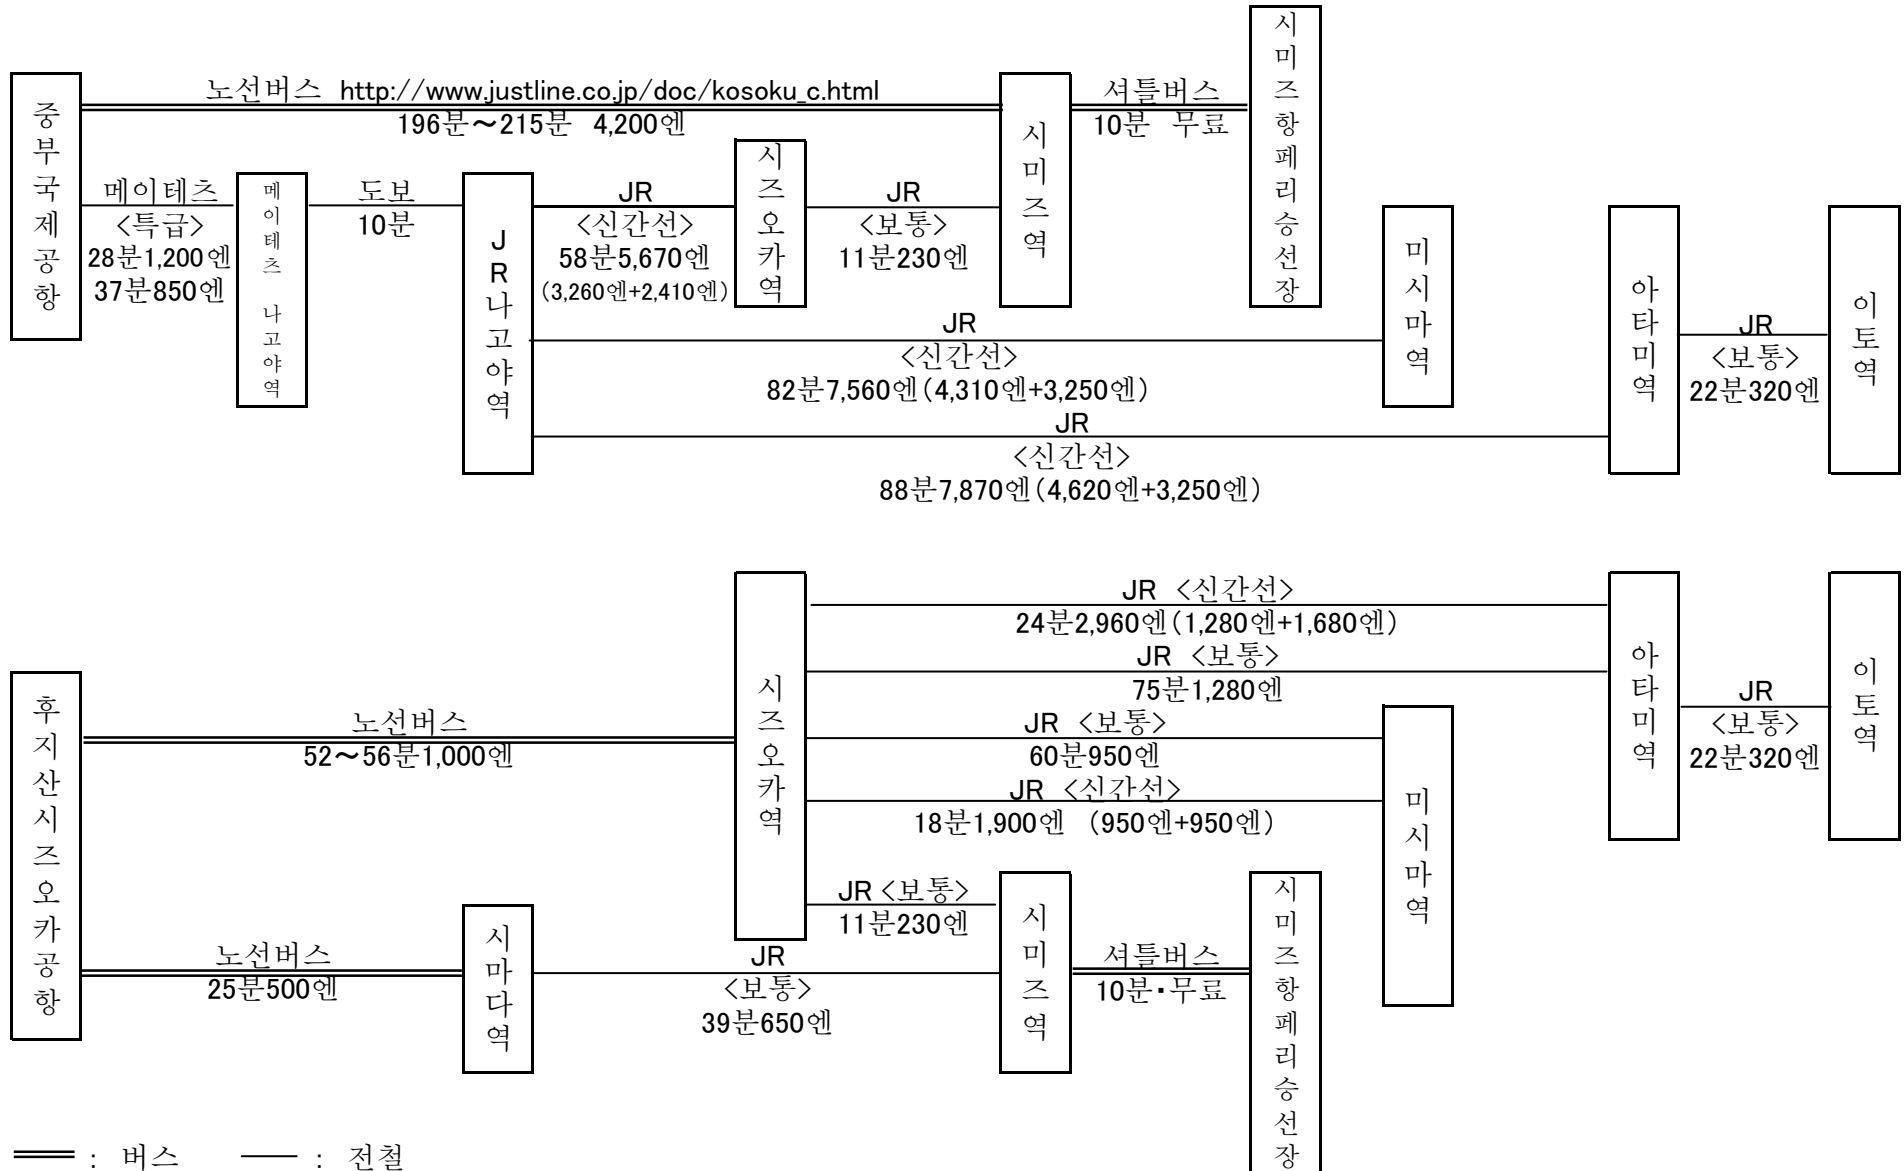 노선버스 http://www.justline.co.jp/doc/kosoku_c.html
196분～215분 4,200엔
셔틀버스
10분 무료
중부국제공항
메이테츠
<특급>
28분1,200엔
37분850엔
메이테츠 나고야역
도보
10분
JR나고야역
JR
<신간선>
58분5,670엔
(3,260엔+2,410엔)
시즈오카역
JR
<보통>
11분230엔
시미즈역
시미즈항페리승선장
JR
<신간선>
82분7,560엔(4,310엔+3,250엔)
미시마역
JR
<신간선>
88분7,870엔(4,620엔+3,250엔)
아타미역
JR
<보통>
22분320엔
이토역
후지산시즈오카공항
노선버스
52～56분1,000엔
시즈오카역
JR <신간선>
24분2,960엔(1,280엔+1,680엔)
JR <보통>
75분1,280엔
JR <보통>
60분950엔
JR <신간선>
18분1,900엔 (950엔+950엔)
미시마역
아타미역
JR
<보통>
22분320엔
이토역
JR <보통>
11분230엔
노선버스
25분500엔
시마다역
JR
<보통>
39분650엔
시미즈역
셔틀버스
10분・무료
시미즈항페리승선장
: 버스 : 전철